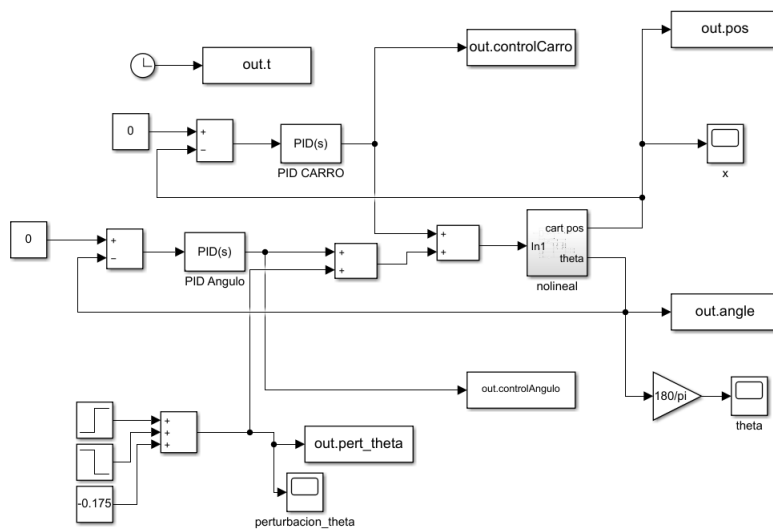 out.controlCarro
out.pos
out.t
0
+
−
PID(s)
PID CARRO
x
0
+
−
PID(s)
PID Angulo
+
+
+
+
In1
cart pos
theta
nolineal
out.angle
out.controlAngulo
180/pi
theta
+
+
+
-0.175
out.pert_theta
perturbacion_theta